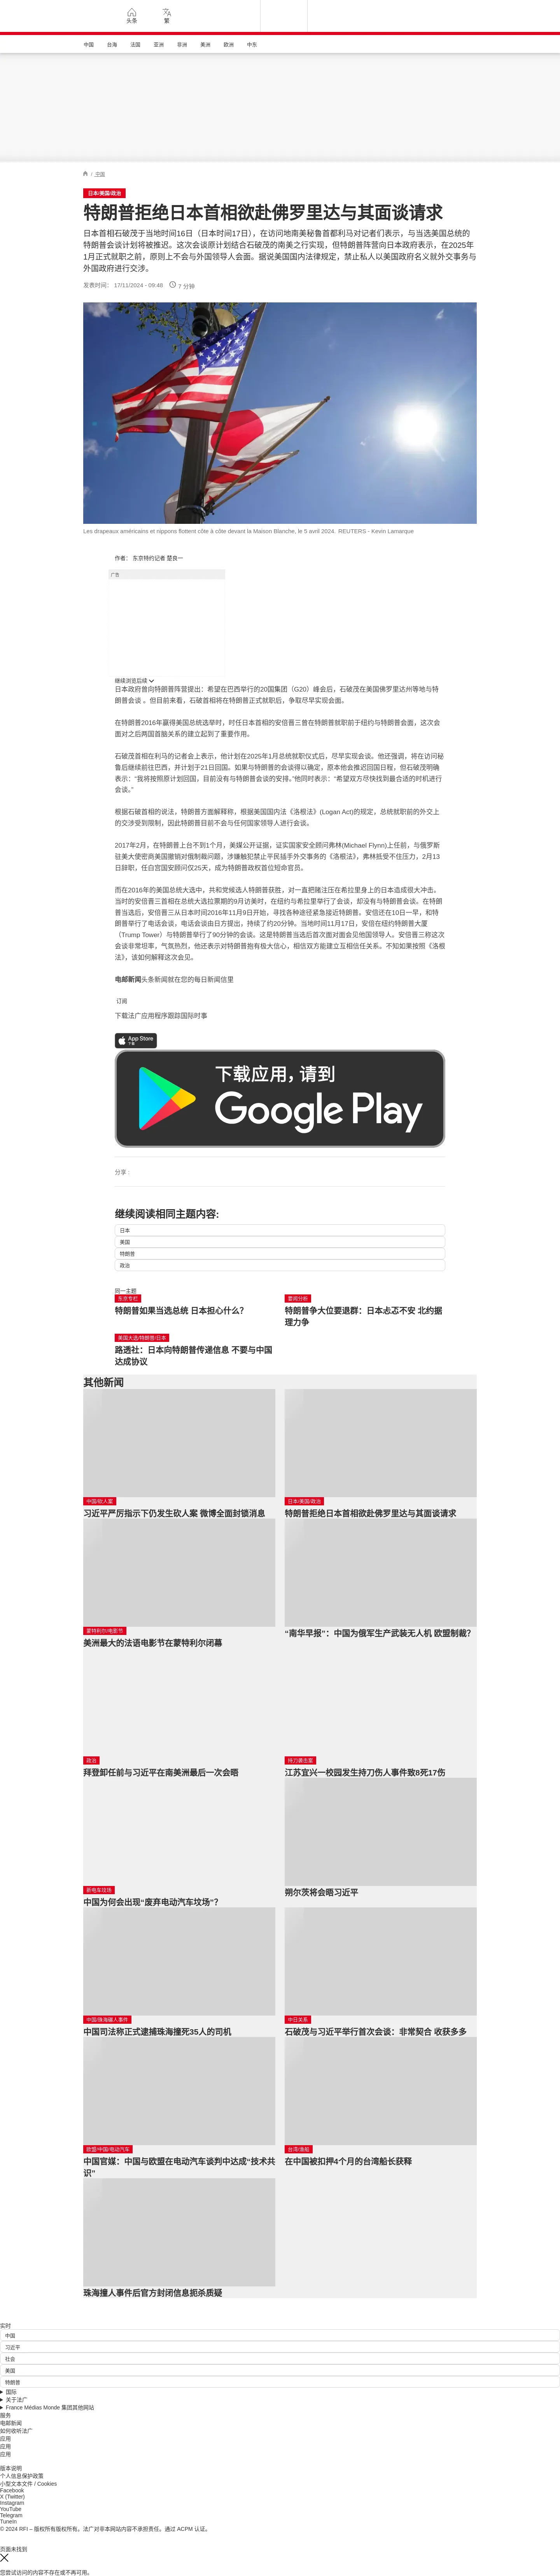 头条
繁
中国 台海 法国 亚洲 非洲 美洲 欧洲 中东
/ 中国
日本/美国/政治
特朗普拒绝日本首相欲赴佛罗里达与其面谈请求
日本首相石破茂于当地时间16日（日本时间17日），在访问地南美秘鲁首都利马对记者们表示，与当选美国总统的
特朗普会谈计划将被推迟。这次会谈原计划结合石破茂的南美之行实现，但特朗普阵营向日本政府表示，在2025年
1月正式就职之前，原则上不会与外国领导人会面。据说美国国内法律规定，禁止私人以美国政府名义就外交事务与
外国政府进行交涉。
发表时间： 17/11/2024 - 09:48 7 分钟
Les drapeaux américains et nippons flottent côte à côte devant la Maison Blanche, le 5 avril 2024. REUTERS - Kevin Lamarque
作者： 东京特约记者 楚良一
广告
继续浏览后续
日本政府曾向特朗普阵营提出：希望在巴西举行的20国集团（G20）峰会后，石破茂在美国佛罗里达州等地与特
朗普会谈 。但目前来看，石破首相将在特朗普正式就职后，争取尽早实现会面。
在特朗普2016年赢得美国总统选举时，时任日本首相的安倍晋三曾在特朗普就职前于纽约与特朗普会面，这次会
面对之后两国首脑关系的建立起到了重要作用。
石破茂首相在利马的记者会上表示，他计划在2025年1月总统就职仪式后，尽早实现会谈。他还强调，将在访问秘
鲁后继续前往巴西，并计划于21日回国。如果与特朗普的会谈得以确定，原本他会推迟回国日程，但石破茂明确
表示：“我将按照原计划回国，目前没有与特朗普会谈的安排。”他同时表示：“希望双方尽快找到最合适的时机进行
会谈。”
根据石破首相的说法，特朗普方面解释称，根据美国国内法《洛根法》(Logan Act)的规定，总统就职前的外交上
的交涉受到限制，因此特朗普目前不会与任何国家领导人进行会谈。
2017年2月，在特朗普上台不到1个月，美媒公开证据，证实国家安全顾问弗林(Michael Flynn)上任前，与俄罗斯
驻美大使密商美国撤销对俄制裁问题，涉嫌触犯禁止平民插手外交事务的《洛根法》，弗林抵受不住压力，2月13
日辞职，任白宫国安顾问仅25天，成为特朗普政权首位短命官员。
而在2016年的美国总统大选中，共和党候选人特朗普获胜，对一直把赌注压在希拉里身上的日本造成很大冲击。
当时的安倍晋三首相在总统大选拉票期的9月访美时，在纽约与希拉里举行了会谈，却没有与特朗普会谈。在特朗
普当选后，安倍晋三从日本时间2016年11月9日开始，寻找各种途径紧急接近特朗普。安倍还在10日一早，和特
朗普举行了电话会谈，电话会谈由日方提出，持续了约20分钟。当地时间11月17日，安倍在纽约特朗普大厦
（Trump Tower）与特朗普举行了90分钟的会谈。这是特朗普当选后首次面对面会见他国领导人。安倍晋三称这次
会谈非常坦率，气氛热烈，他还表示对特朗普抱有极大信心，相信双方能建立互相信任关系。不知如果按照《洛根
法》，该如何解释这次会见。
电邮新闻头条新闻就在您的每日新闻信里
订阅
下载法广应用程序跟踪国际时事
App Store
下载
下载应用，请到
Google Play
分享 :
继续阅读相同主题内容:
日本
美国
特朗普
政治
同一主题
东京专栏
特朗普如果当选总统 日本担心什么？
要闻分析
特朗普争大位要退群：日本忐忑不安 北约据
理力争
美国大选/特朗普/日本
路透社：日本向特朗普传递信息 不要与中国
达成协议
其他新闻
中国/砍人案
习近平严厉指示下仍发生砍人案 微博全面封锁消息
日本/美国/政治
特朗普拒绝日本首相欲赴佛罗里达与其面谈请求
蒙特利尔/电影节
美洲最大的法语电影节在蒙特利尔闭幕
“南华早报”：中国为俄军生产武装无人机 欧盟制裁？
政治
拜登卸任前与习近平在南美洲最后一次会晤
持刀袭击案
江苏宜兴一校园发生持刀伤人事件致8死17伤
新电车坟场
中国为何会出现“废弃电动汽车坟场”？
朔尔茨将会晤习近平
中国/珠海碾人事件
中国司法称正式逮捕珠海撞死35人的司机
中日关系
石破茂与习近平举行首次会谈：非常契合 收获多多
欧盟/中国/电动汽车
中国官媒：中国与欧盟在电动汽车谈判中达成“技术共
识”
台湾/渔船
在中国被扣押4个月的台湾船长获释
珠海撞人事件后官方封闭信息扼杀质疑
实时
中国
习近平
社会
美国
特朗普
国际
关于法广
France Médias Monde 集团其他网站
服务
电邮新闻
如何收听法广
应用
应用
应用
版本说明
个人信息保护政策
小型文本文件 / Cookies
Facebook
X (Twitter)
Instagram
YouTube
Telegram
TuneIn
© 2024 RFI – 版权所有版权所有。法广对非本网站内容不承担责任。通过 ACPM 认证。
页面未找到
您尝试访问的内容不存在或不再可用。